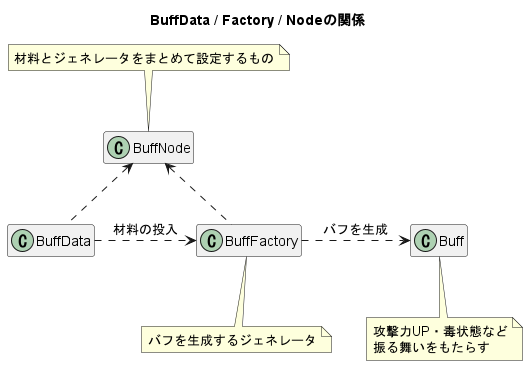 BuffData / Factory / Nodeの関係
材料とジェネレータをまとめて設定するもの
C BuffNode
C BuffData
材料の投入
C BuffFactory
バフを生成
C Buff
バフを生成するジェネレータ
攻撃力UP・毒状態など
振る舞いをもたらす